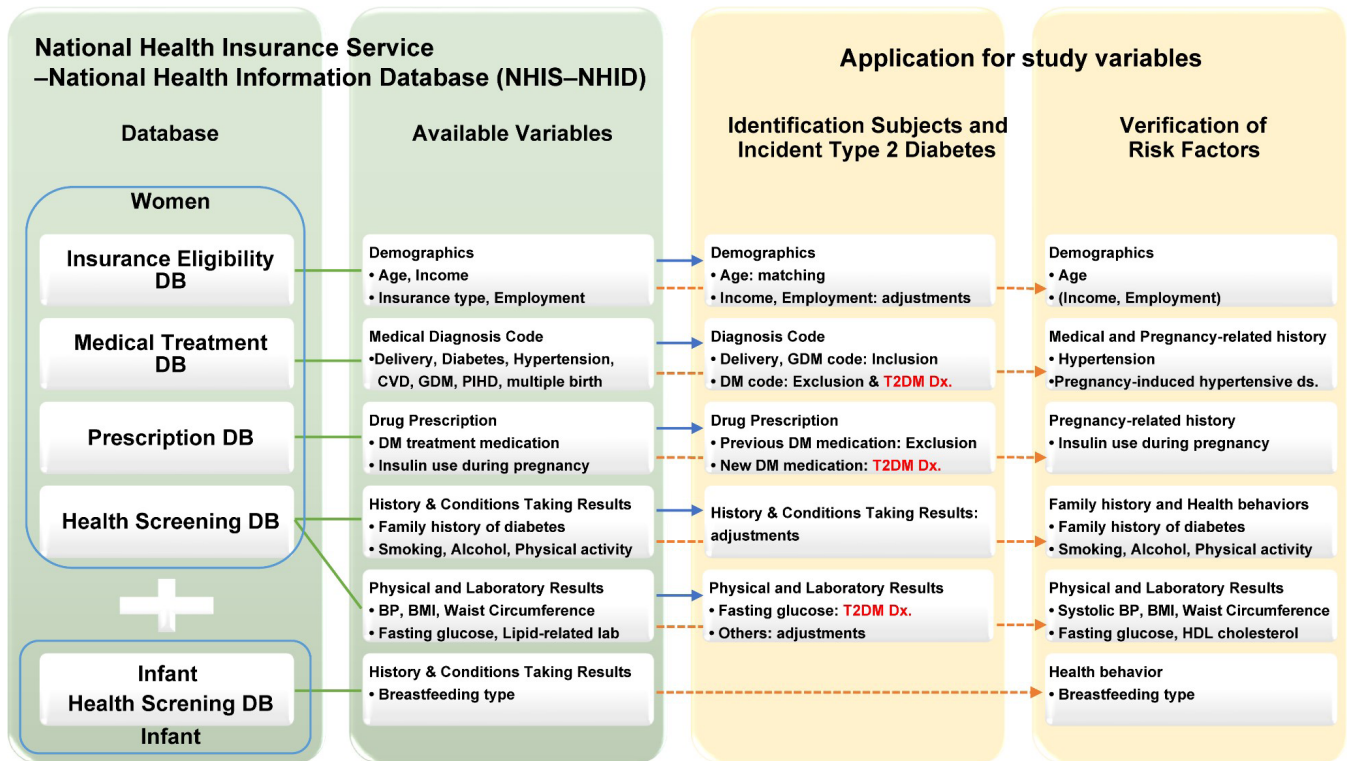 National Health Insurance Service
–National Health Information Database (NHIS–NHID)
Application for study variables
Database
Available Variables
Identification Subjects and
Incident Type 2 Diabetes
Verification of
Risk Factors
Women
Insurance Eligibility
DB
Demographics
• Age, Income
• Insurance type, Employment
Demographics
• Age: matching
• Income, Employment: adjustments
Demographics
• Age
• (Income, Employment)
Medical Treatment
DB
Medical Diagnosis Code
•Delivery, Diabetes, Hypertension,
CVD, GDM, PIHD, multiple birth
Diagnosis Code
• Delivery, GDM code: Inclusion
• DM code: Exclusion & T2DM Dx.
Medical and Pregnancy-related history
• Hypertension
•Pregnancy-induced hypertensive ds.
Prescription DB
Drug Prescription
• DM treatment medication
• Insulin use during pregnancy
Drug Prescription
• Previous DM medication: Exclusion
• New DM medication: T2DM Dx.
Pregnancy-related history
• Insulin use during pregnancy
Health Screening DB
History & Conditions Taking Results
• Family history of diabetes
• Smoking, Alcohol, Physical activity
History & Conditions Taking Results:
adjustments
Family history and Health behaviors
• Family history of diabetes
• Smoking, Alcohol, Physical activity
Physical and Laboratory Results
• BP, BMI, Waist Circumference
• Fasting glucose, Lipid-related lab
Physical and Laboratory Results
• Fasting glucose: T2DM Dx.
• Others: adjustments
Physical and Laboratory Results
• Systolic BP, BMI, Waist Circumference
• Fasting glucose, HDL cholesterol
Infant
Health Screning DB
Infant
History & Conditions Taking Results
• Breastfeeding type
Health behavior
• Breastfeeding type